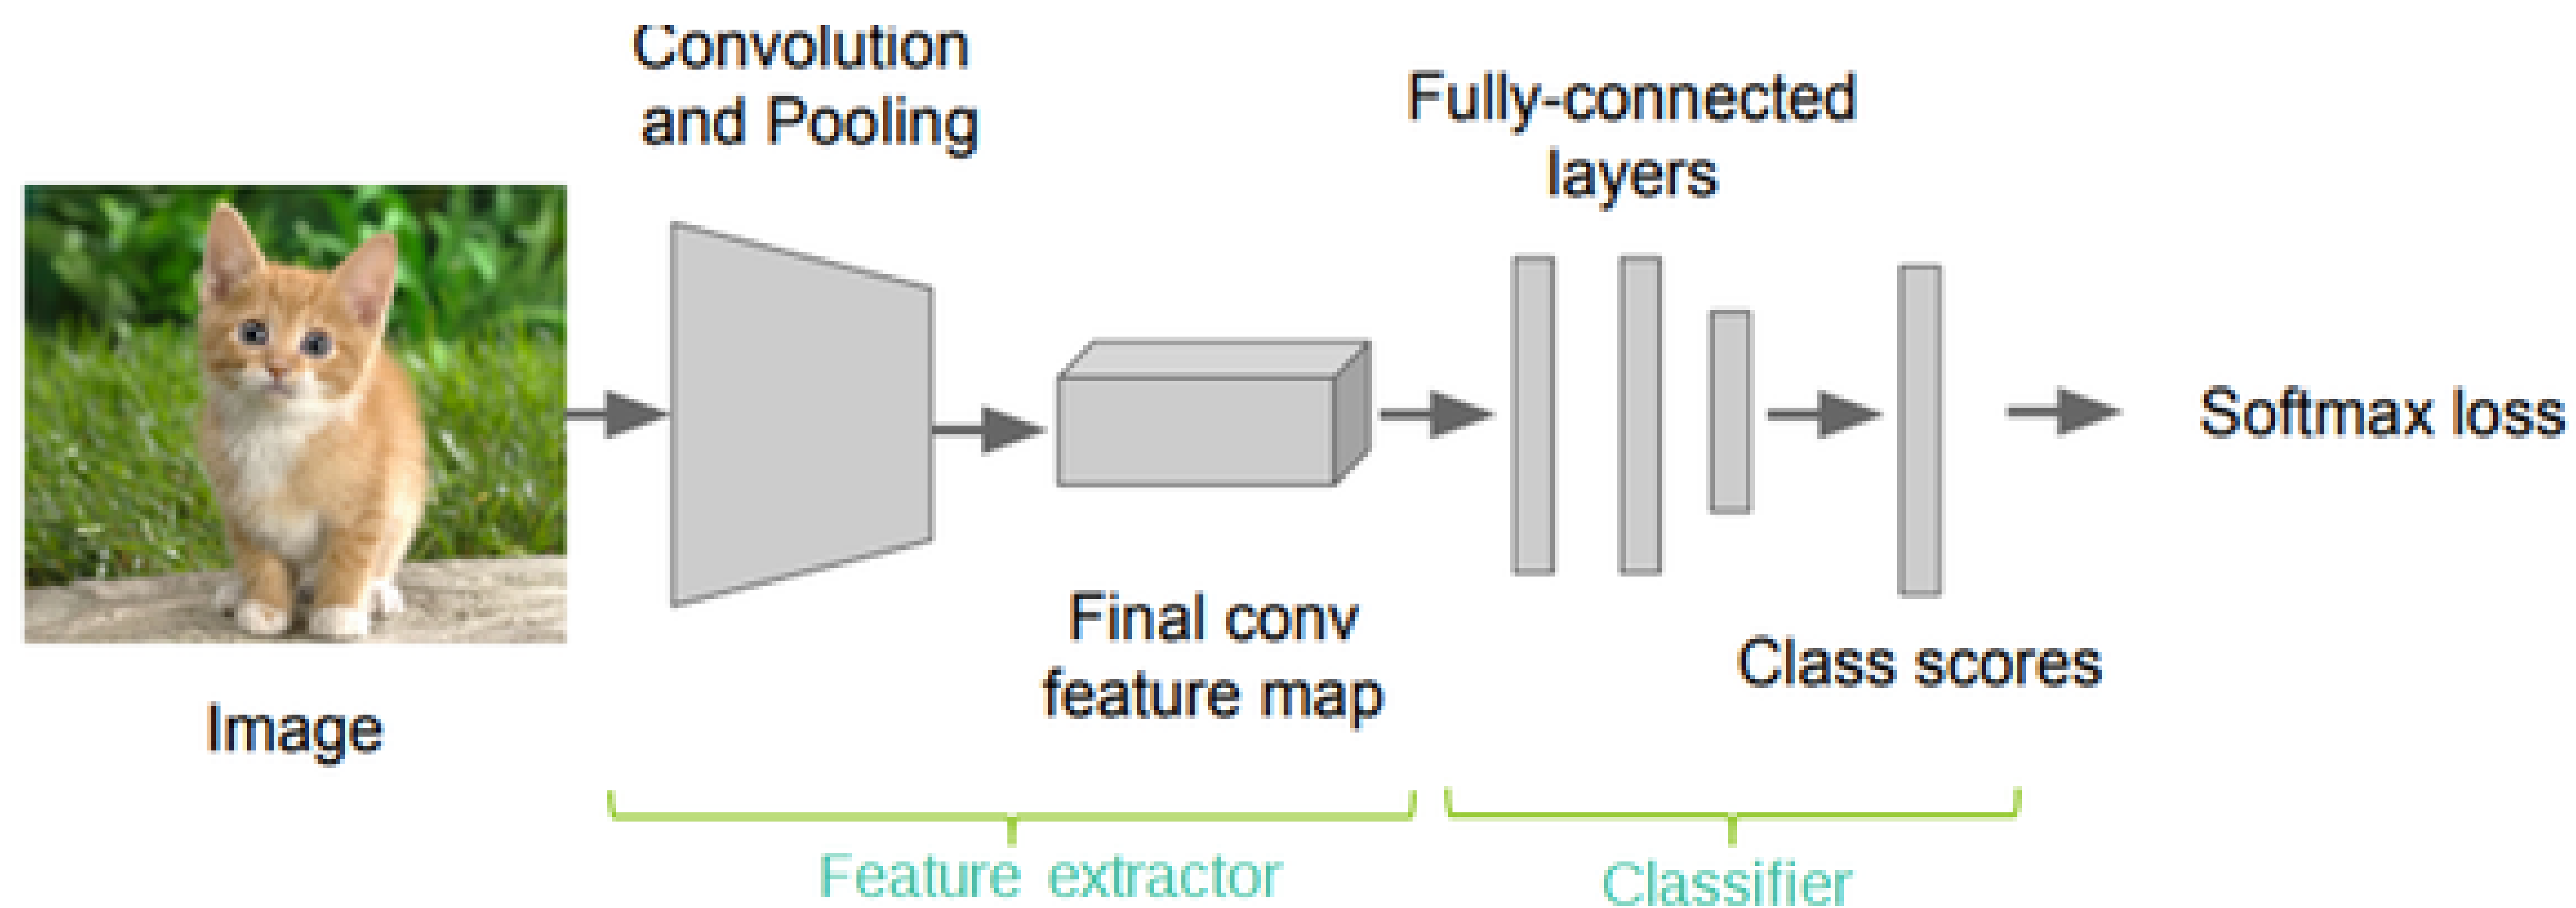 Convolution
and Pooling
Fully-connected
layers
Softmax loss
Final conv
feature map
Class scores
Image
Feature extractor
Classifier